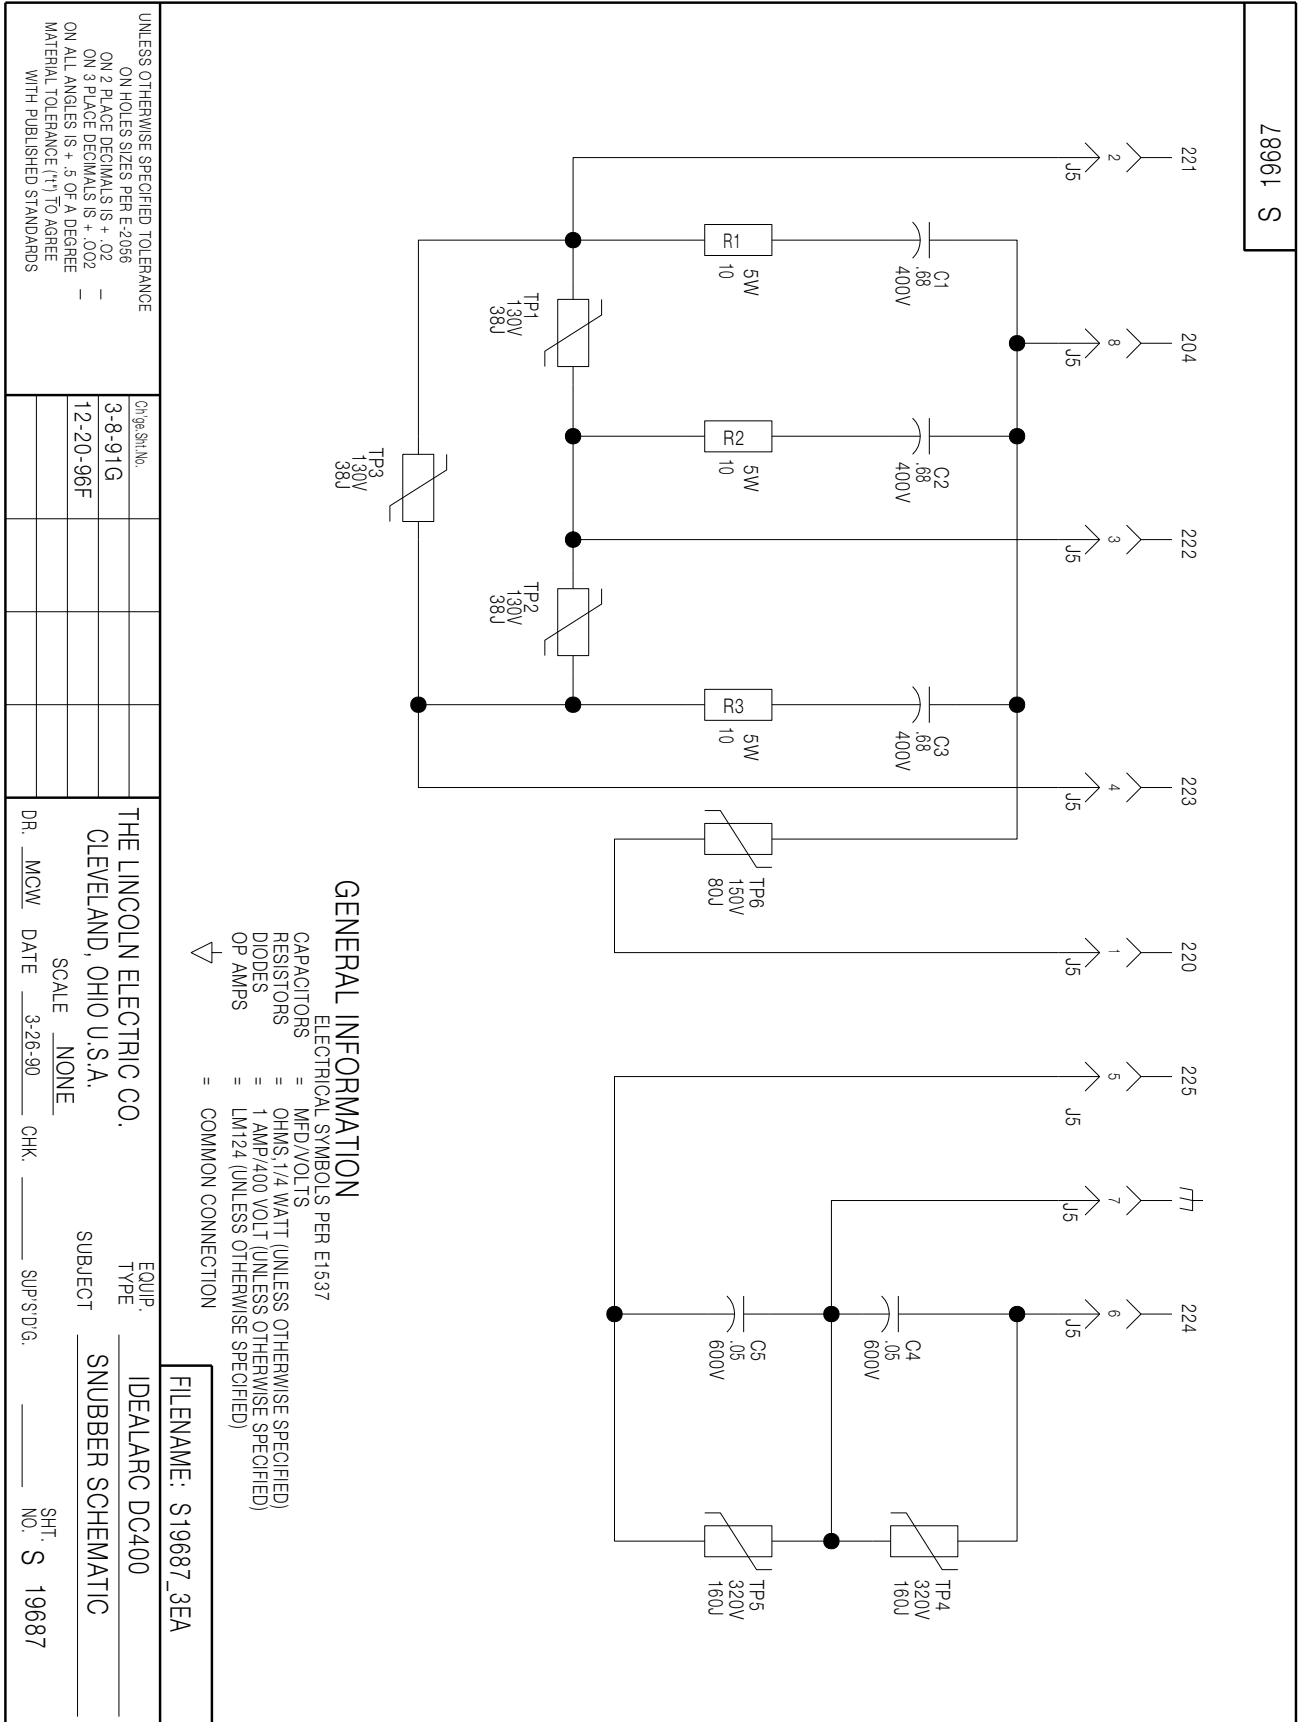 S 19687
221
2
J5
204
8
J5
222
3
J5
223
4
J5
220
1
J5
225
5
J5
7
J5
224
6
J5
C1
.68
400V
C2
.68
400V
C3
.68
400V
R1
5W
10
R2
5W
10
R3
5W
10
TP1
130V
38J
TP2
130V
38J
TP3
130V
38J
TP6
150V
80J
C4
.05
600V
C5
.05
600V
TP4
320V
160J
TP5
320V
160J
GENERAL INFORMATION
ELECTRICAL SYMBOLS PER E1537
CAPACITORS = MFD/VOLTS
RESISTORS = OHMS,1/4 WATT (UNLESS OTHERWISE SPECIFIED)
DIODES = 1 AMP/400 VOLT (UNLESS OTHERWISE SPECIFIED)
OP AMPS = LM124 (UNLESS OTHERWISE SPECIFIED)
= COMMON CONNECTION
FILENAME: S19687_3EA
UNLESS OTHERWISE SPECIFIED TOLERANCE
ON HOLES SIZES PER E-2056
ON 2 PLACE DECIMALS IS + .02
ON 3 PLACE DECIMALS IS + .002
ON ALL ANGLES IS + .5 OF A DEGREE
MATERIAL TOLERANCE ("t") TO AGREE
WITH PUBLISHED STANDARDS
Ch'ge.Sht.No.
3-8-91G
12-20-96F
THE LINCOLN ELECTRIC CO.
CLEVELAND, OHIO U.S.A.
SCALE NONE
DR. MCW DATE 3-26-90 CHK. SUP'S'D'G.
EQUIP.
TYPE IDEALARC DC400
SUBJECT SNUBBER SCHEMATIC
SHT.
NO. S 19687